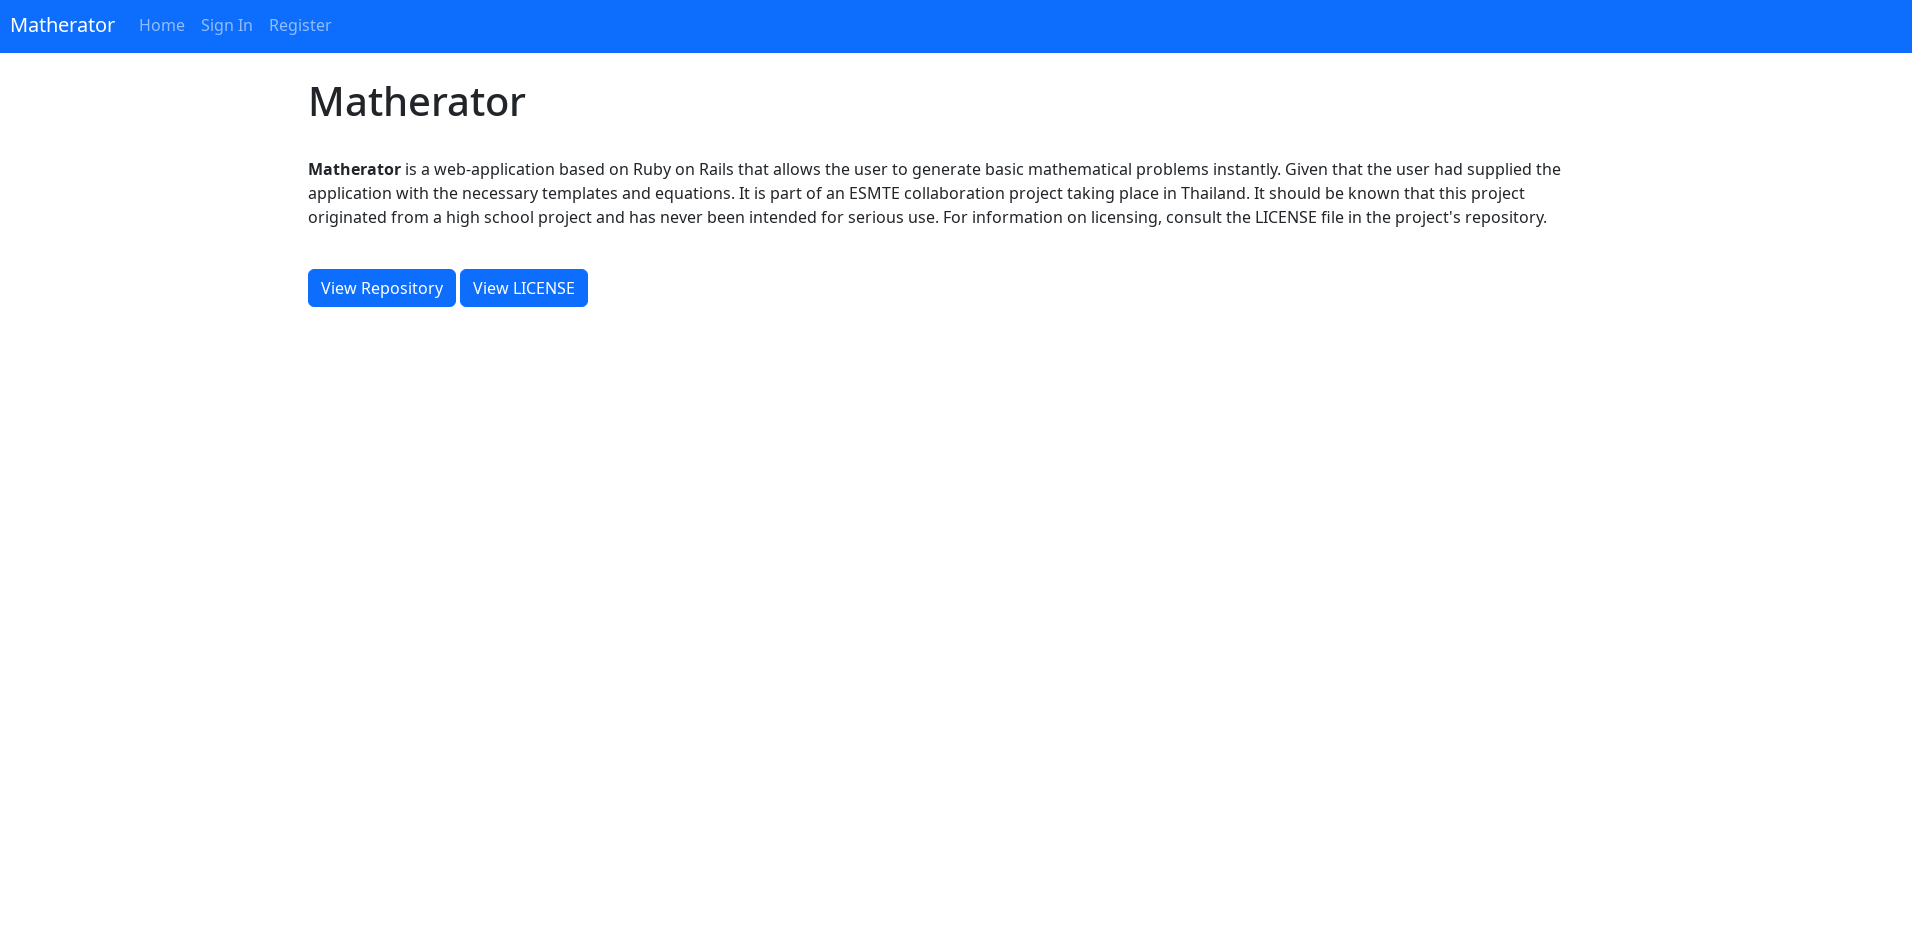 Matherator Home Sign In Register
Matherator
Matherator is a web-application based on Ruby on Rails that allows the user to generate basic mathematical problems instantly. Given that the user had supplied the
application with the necessary templates and equations. It is part of an ESMTE collaboration project taking place in Thailand. It should be known that this project
originated from a high school project and has never been intended for serious use. For information on licensing, consult the LICENSE file in the project's repository.
View Repository View LICENSE